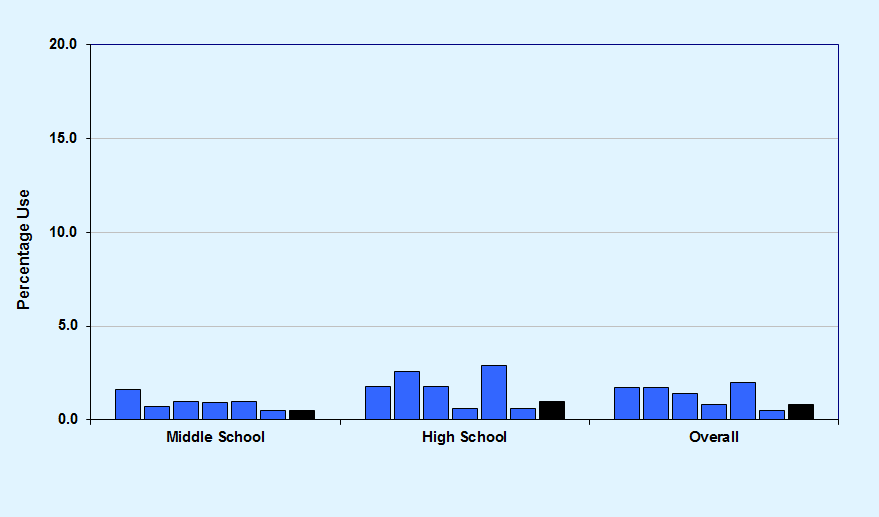 20.0
15.0
10.0
5.0
0.0
Percentage Use
Middle School
High School
Overall